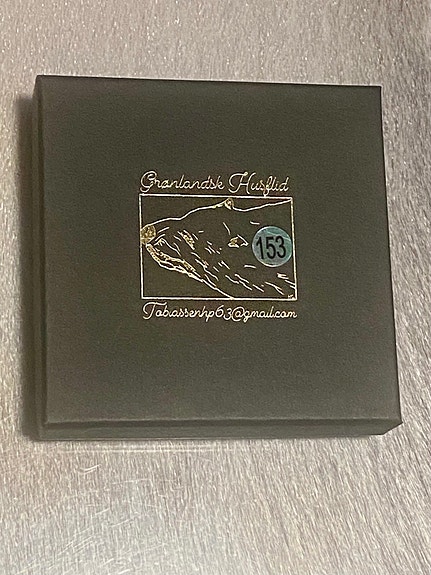 Grønlandsk Husflid
153
Tobiassenhp63@gmail.com